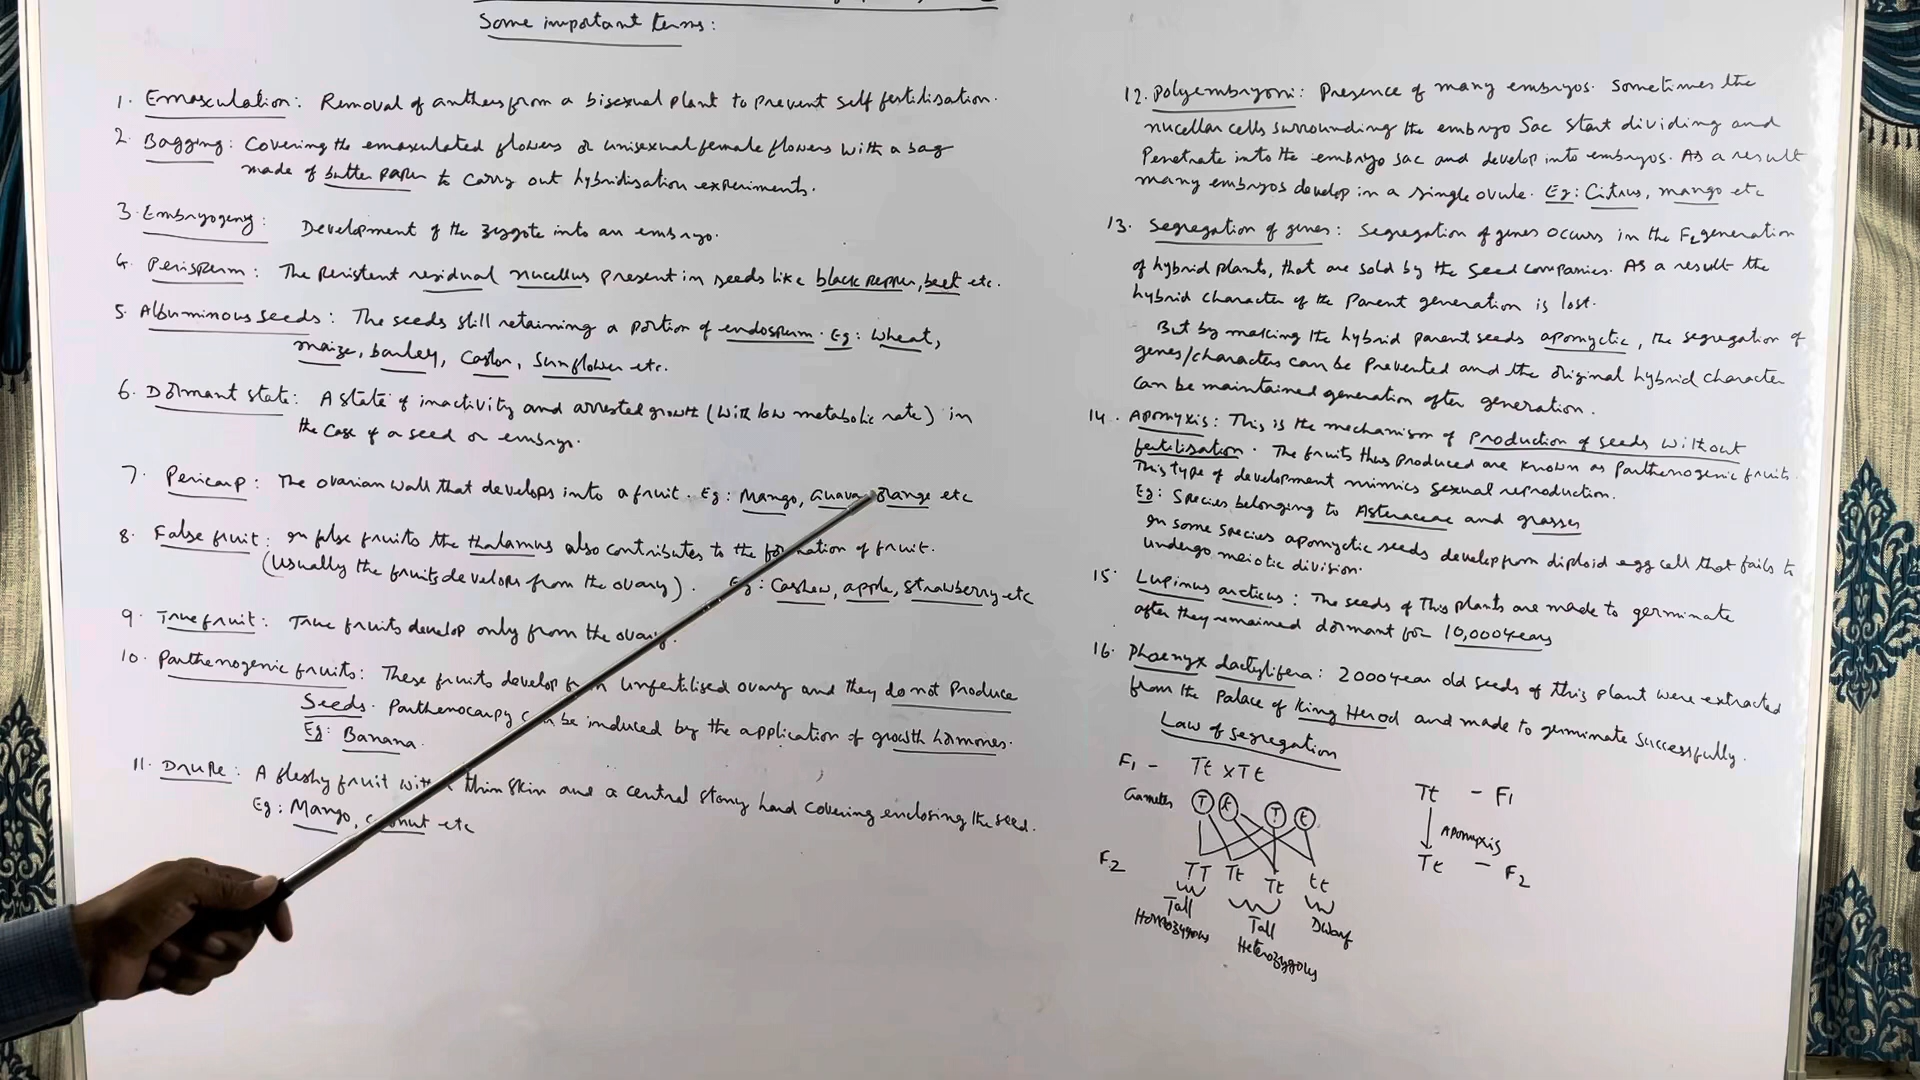 Some important terms:
1. Emasculation: Removal of anthers from a bisexual plant to prevent self fertilisation.
2. Bagging: Covering the emasculated flowers or unisexual female flowers with a bag
made of butter paper to carry out hybridisation experiments.
3. Embryogeny: Development of the zygote into an embryo.
4. Perisperm: The Peristent residual nucellus present in seeds like black pepper, beet etc.
5. Albuminous seeds: The seeds still retaining a portion of endosperm. Eg: Wheat,
maize, barley, Castor, Sunflower etc.
6. Dormant state: A state of inactivity and arrested growth (with low metabolic rate) in
the case of a seed or embryo.
7. Pericarp: The ovarian wall that develops into a fruit. Eg: Mango, Guava, Orange etc
8. False fruit: In false fruits the thalamus also contributes to the of fruit.
(Usually the fruits develops from the ovary). Eg: Cashew, apple, strawberry etc
9. True fruit: True fruits develop only from the ovary.
10. Parthenogenic fruits: These fruits develop from unfertilised ovary and they do not Produce
Seeds. Parthenocarpy can be induced by the application of growth hormones.
Eg: Banana.
11. Drupe: A fleshy fruit with thin skin and a central stony hard covering enclosing the seed.
Eg: Mango, Coconut etc
12. Polyembryoni: Presence of many embryos. Sometimes the
nucellar cells surrounding the embryo Sac start dividing and
Penetrate into the embryo sac and develop into embryos. As a result
many embryos develop in a single ovule. Eg: Citrus, mango etc
13. Segregation of genes: Segregation of genes occurs in the F2 generation
of hybrid plants, that are sold by the seed companies. As a result the
hybrid character of the Parent generation is lost.
But by making the hybrid parent seeds apomyctic, the segregation of
genes/characters can be Prevented and the original hybrid character
can be maintained generation after generation.
14. Apomyxis: This is the mechanism of Production of seeds without
fertilisation. The fruits thus Produced are known as Parthenogenic fruits.
This type of development mimics sexual reproduction.
Eg: Species belonging to Asteraceae and grasses
In some species apomyctic seeds develop from diploid egg cell that fails to
undergo meiotic division.
15. Lupinus arcticus: The seeds of this plants are made to germinate
after they remained dormant for 10,000 years
16. Phoenyx dactylifera: 2000 year old seeds of this plant were extracted
from the Palace of King Herod and made to germinate successfully.
Law of segregation
F1 - Tt x Tt
Gametes T t T t
F2 TT Tt Tt tt
Tall Tall Dwarf
Homozygous Heterozygous
Tt - F1
Apomyxis
Tt - F2